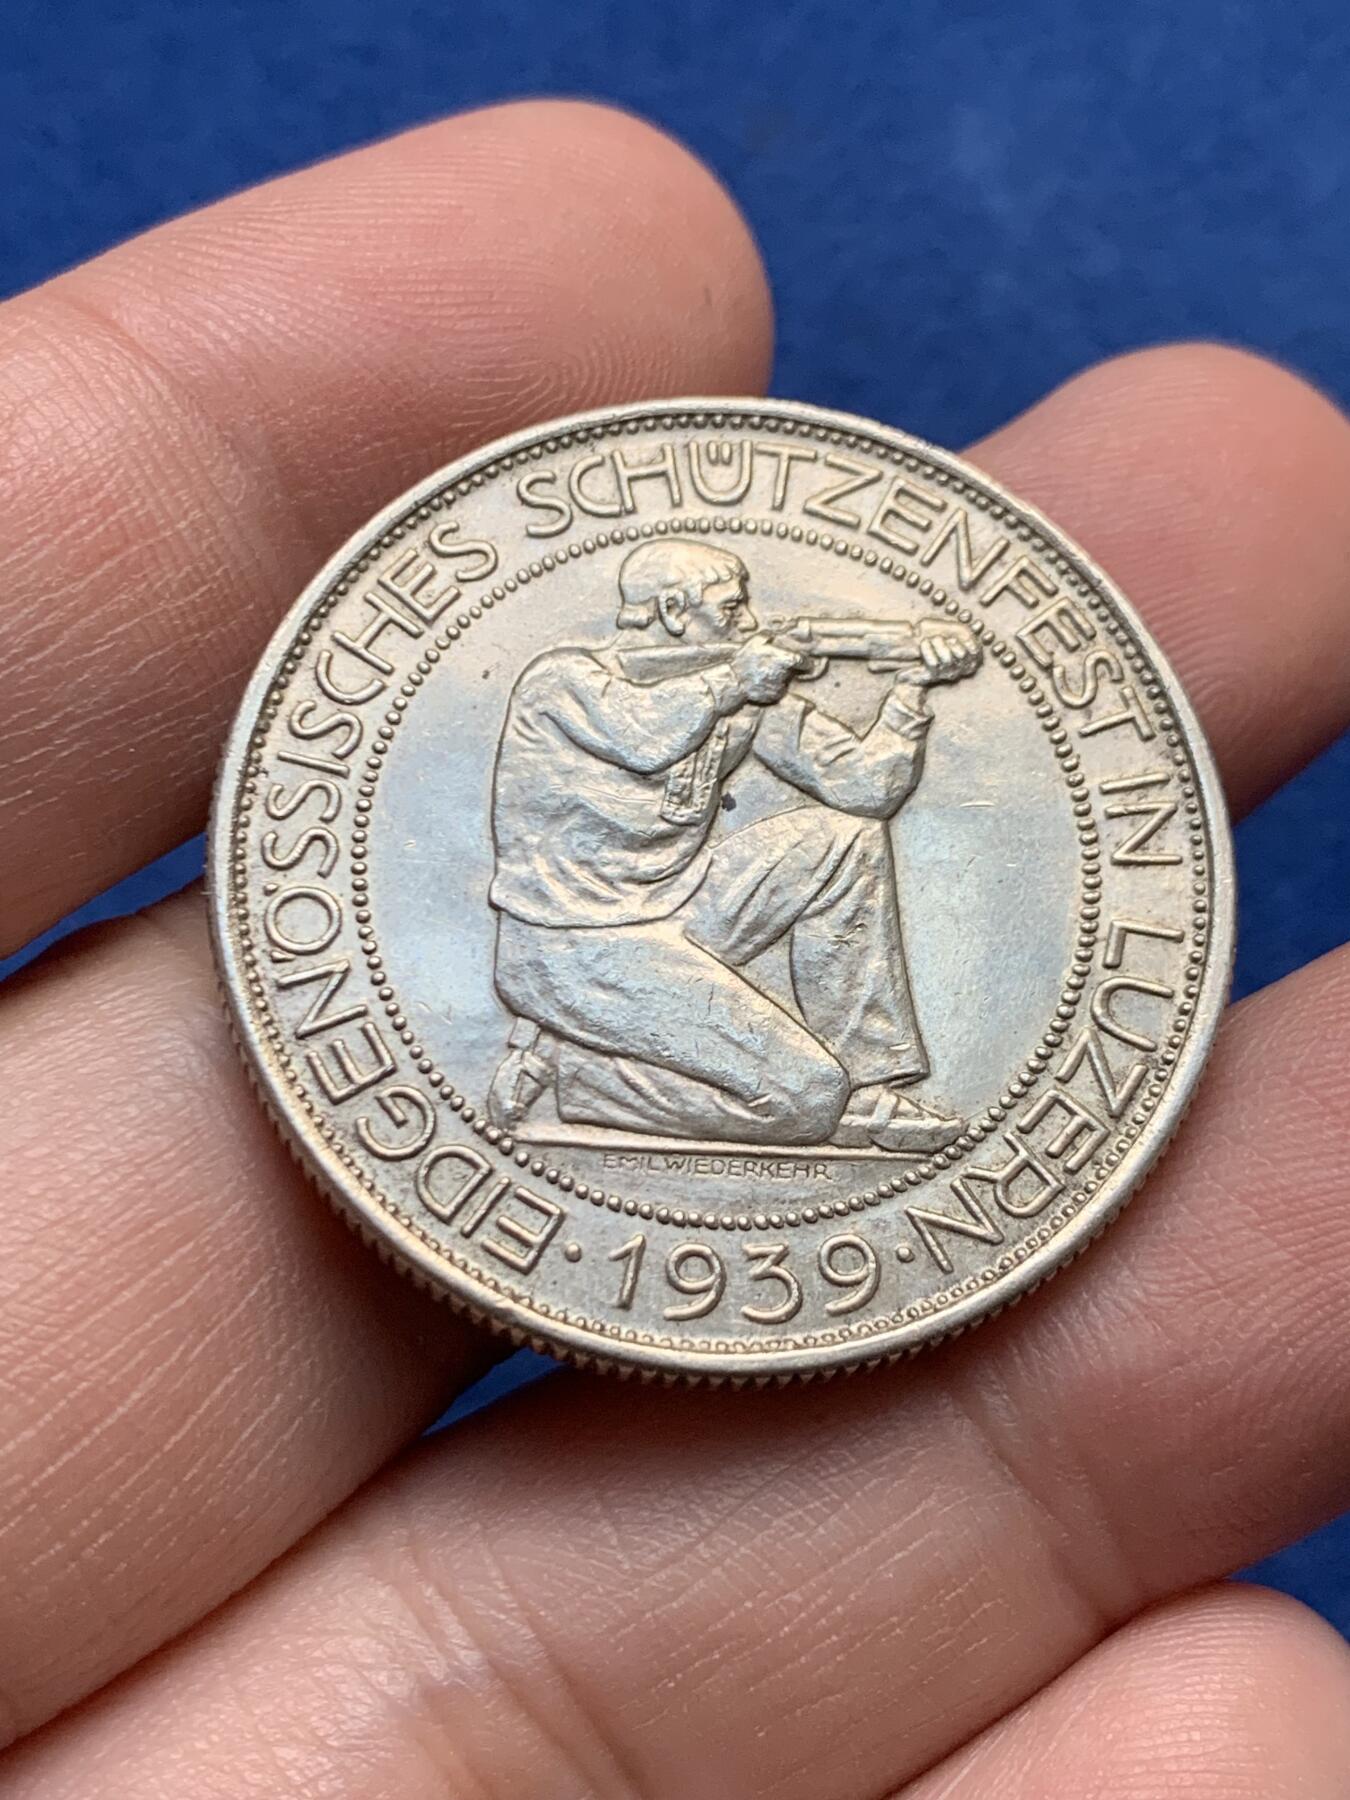 EIDGENÖSSISCHES SCHÜTZENFEST IN LUZERN
· 1939 ·
EMIL WIEDERKEHR